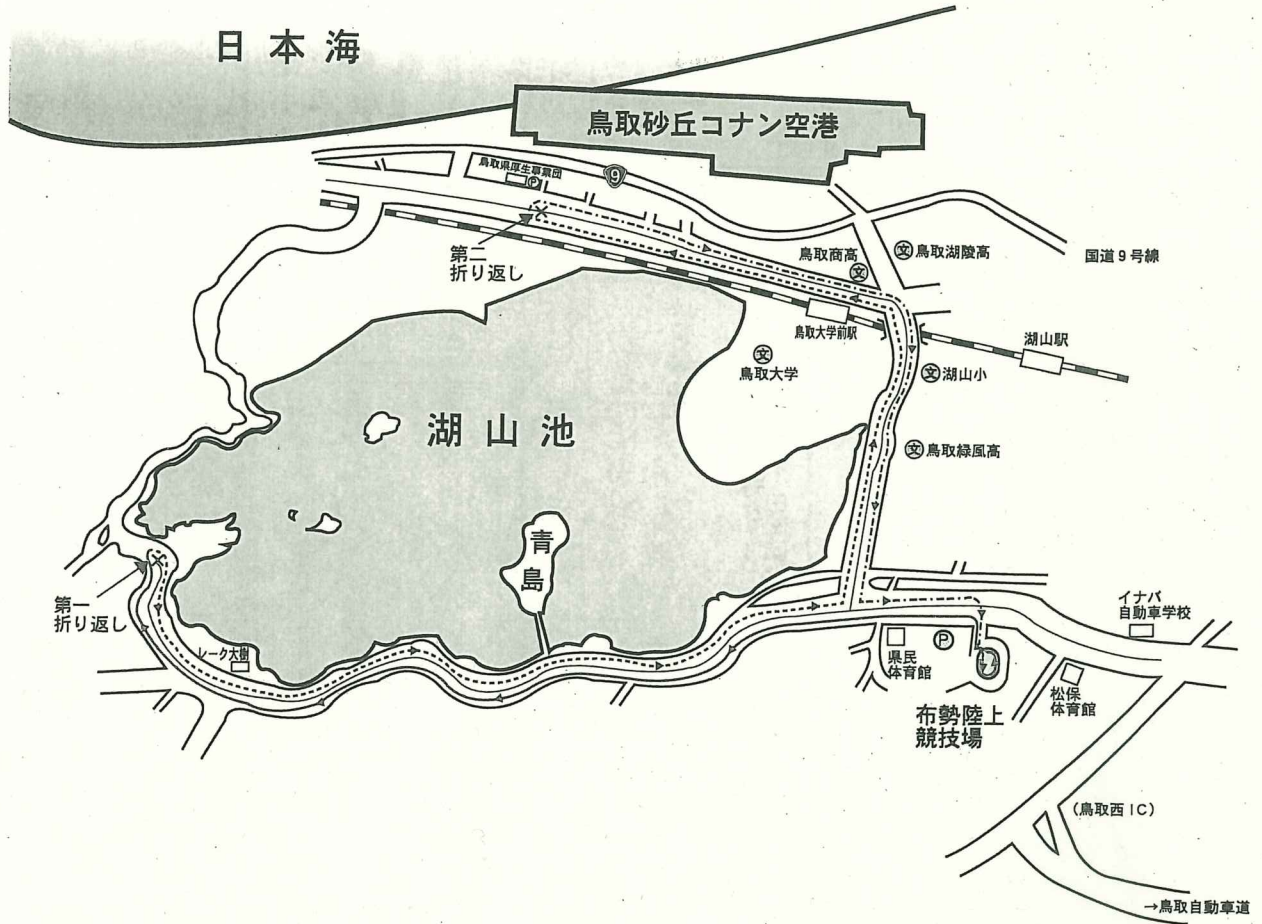 日本海
鳥取砂丘コナン空港
鳥取県厚生事業団
P
9
第二
折り返し
鳥取商高
文
文 鳥取湖陵高
国道9号線
鳥取大学前駅
湖山駅
文
鳥取大学
文 湖山小
湖山池
文 鳥取緑風高
青島
第一
折り返し
レーク大樹
イナバ
自動車学校
県民
体育館
P
松保
体育館
布勢陸上
競技場
(鳥取西IC)
→鳥取自動車道